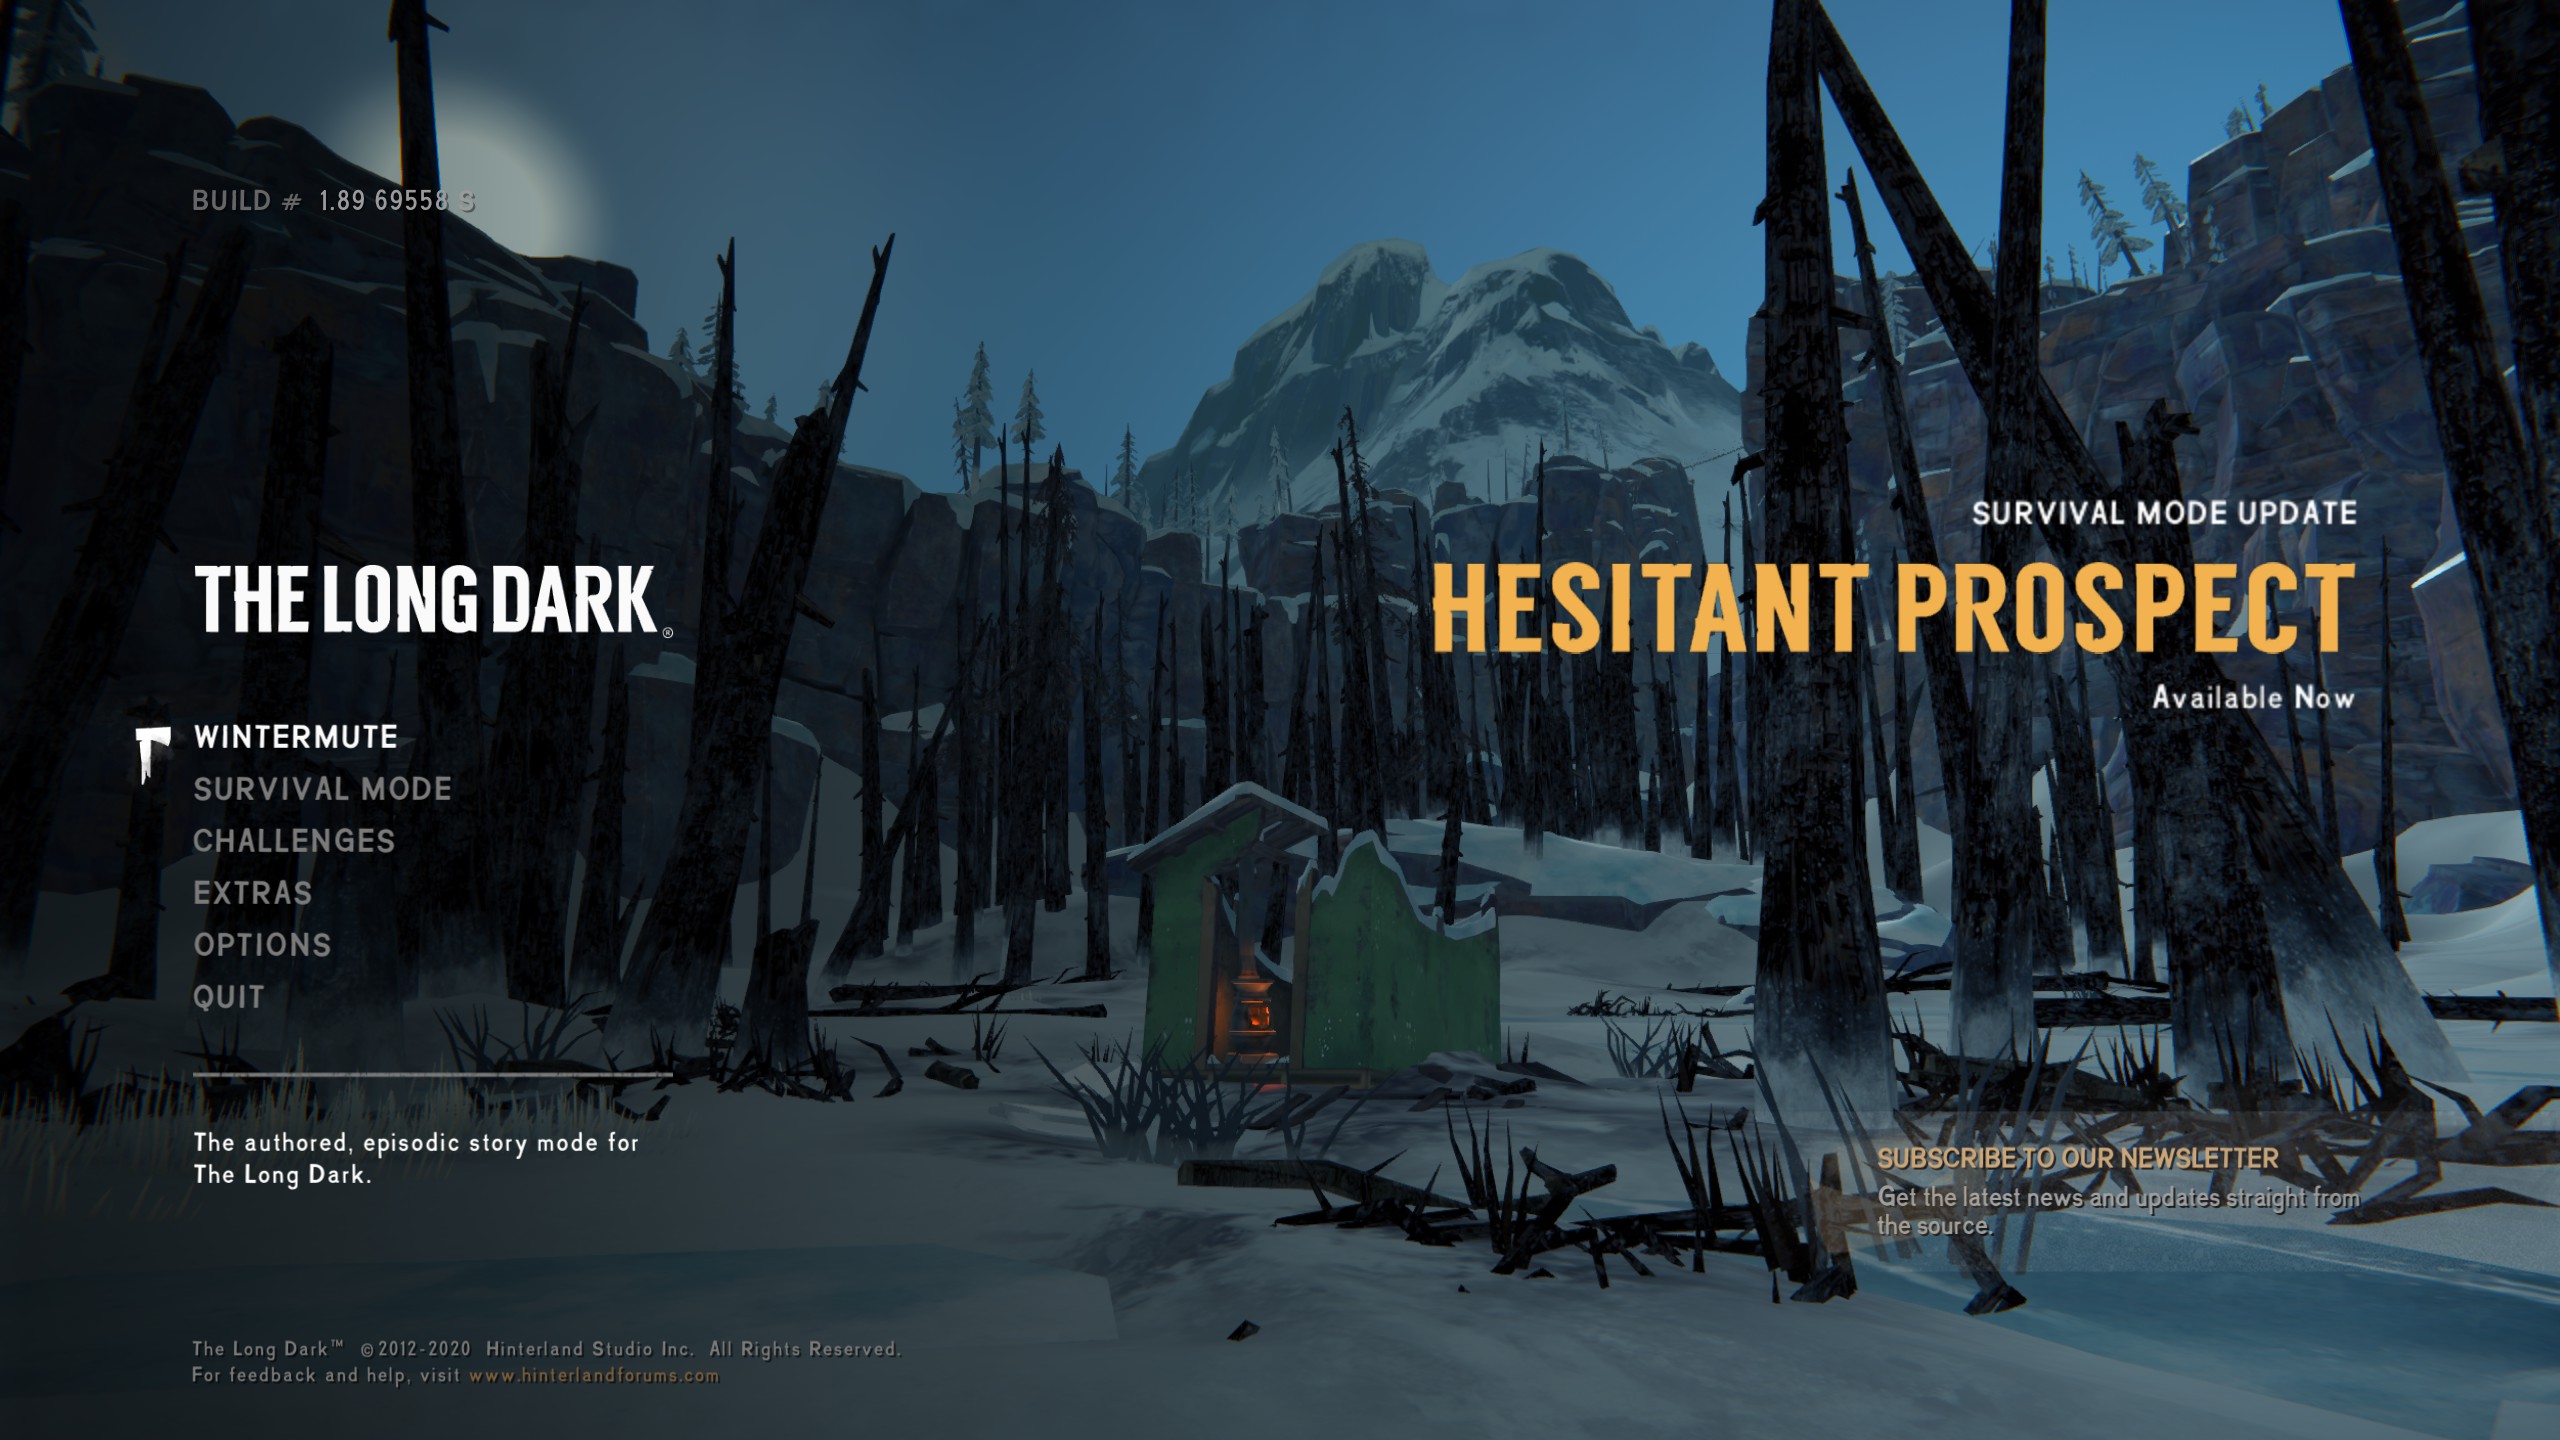 BUILD # 1.89 69558 S
THE LONG DARK®
WINTERMUTE
SURVIVAL MODE
CHALLENGES
EXTRAS
OPTIONS
QUIT
The authored, episodic story mode for
The Long Dark.
SURVIVAL MODE UPDATE
HESITANT PROSPECT
Available Now
SUBSCRIBE TO OUR NEWSLETTER
Get the latest news and updates straight from
the source.
The Long Dark™ ©2012-2020 Hinterland Studio Inc. All Rights Reserved.
For feedback and help, visit www.hinterlandforums.com